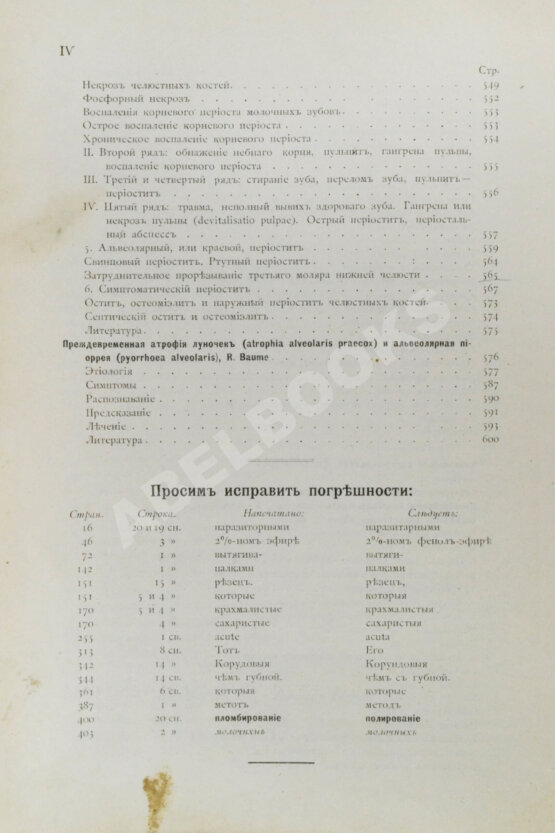 IV
Стр.
Некрозъ челюстныхъ костей . . . 549
Фосфорный некрозъ . . . 552
Воспаленія корневого періоста молочныхъ зубовъ . . . 553
Острое воспаленіе корневого періоста . . . 553
Хроническое воспаленіе корневого періоста . . . 554
II. Второй рядъ: обнаженіе небнаго корня, пульпитъ, гангрена пульпы,
воспаленіе корневого періоста . . . 555
III. Третій и четвертый рядъ: стираніе зуба, переломъ зуба, пульпитъ—
періоститъ . . . 556
IV. Пятый рядъ: травма, неполный вывихъ здороваго зуба. Гангрена или
некрозъ пульпы (devitalisatio pulpae). Острый періоститъ, періосталь-
ный абсцессъ . . . 557
5. Альвеолярный, или краевой, періоститъ . . . 559
Свинцовый періоститъ. Ртутный періоститъ . . . 564
Затруднительное прорѣзываніе третьяго моляра нижней челюсти . . . 565
6. Симптоматическій періоститъ . . . 567
Оститъ, остеоміэлитъ и наружный періоститъ челюстныхъ костей . . . 573
Септическій оститъ и остеоміэлитъ . . . 574
Литература . . . 575
Преждевременная атрофія луночекъ (atrophia alveolaris praecox) и альвеолярная пі-
оррея (pyorrhoea alveolaris), R. Baume . . . 576
Этіологія . . . 577
Симптомы . . . 587
Распознаваніе . . . 590
Предсказаніе . . . 591
Лѣченіе . . . 593
Литература . . . 600
Просимъ исправить погрѣшности:
Стран. Строка. Напечатано: Слѣдуетъ:
16 20 и 19 сн. паразиторными паразитарными
46 3 » 2%-номъ эфирѣ 2%-номъ фенолъ-эфирѣ
72 1 » вытягива- вытяги-
142 1 » палками палками
151 15 » рѣзецъ. рѣзецъ,
151 5 и 4 » которые которыя
170 5 и 4 » крахмалистые крахмалистыя
170 4 » сахаристые сахаристыя
255 1 св. acute acuta
313 8 сн. Тотъ Его
342 14 » Корудовыя Корундовыя
344 14 св. чѣмъ губной. чѣмъ съ губной.
361 6 сн. которыя которые
387 1 » метотъ методъ
400 20 сн. пломбированіе полированіе
403 2 » молочнхыъ молочныхъ
ABELBOOKS